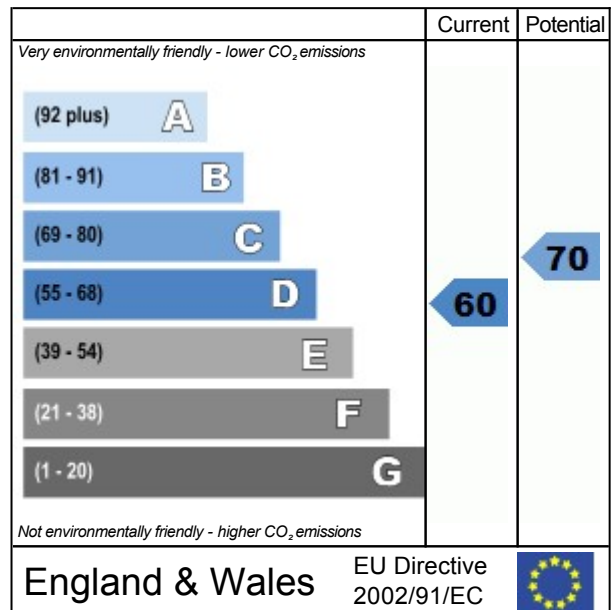 Current Potential
Very environmentally friendly - lower CO₂ emissions
(92 plus) A
(81 - 91) B
(69 - 80) C
70
(55 - 68) D
60
(39 - 54) E
(21 - 38) F
(1 - 20) G
Not environmentally friendly - higher CO₂ emissions
England & Wales
EU Directive
2002/91/EC